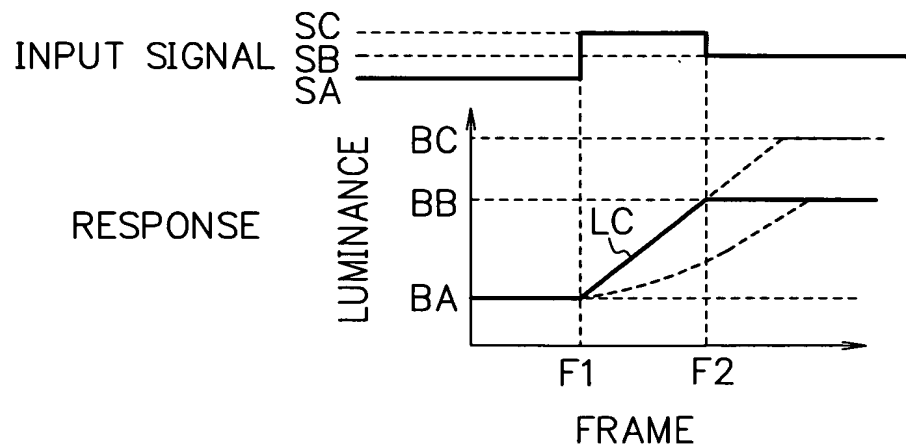 INPUT SIGNAL
SC
SB
SA
RESPONSE
LUMINANCE
BC
BB
BA
LC
F1
F2
FRAME